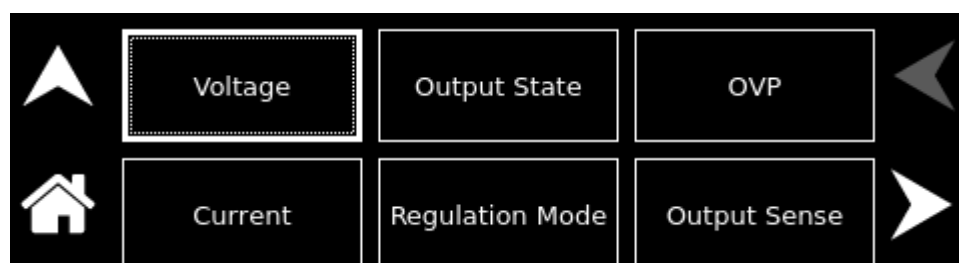 Voltage
Output State
OVP
Current
Regulation Mode
Output Sense